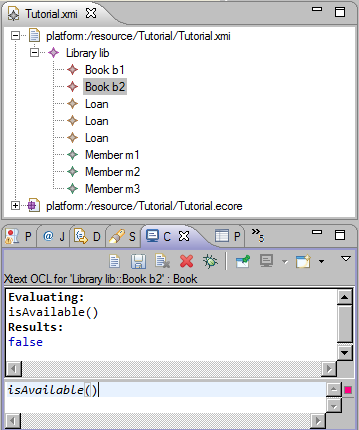 Tutorial.xmi
platform:/resource/Tutorial/Tutorial.xmi
Library lib
Book b1
Book b2
Loan
Loan
Loan
Member m1
Member m2
Member m3
platform:/resource/Tutorial/Tutorial.ecore
P @ J D S C P »5
Xtext OCL for 'Library lib::Book b2' : Book
Evaluating:
isAvailable()
Results:
false
isAvailable()